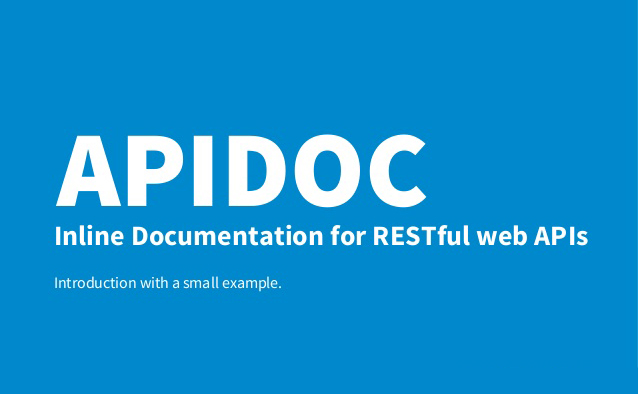 APIDOC
Inline Documentation for RESTful web APIs
Introduction with a small example.